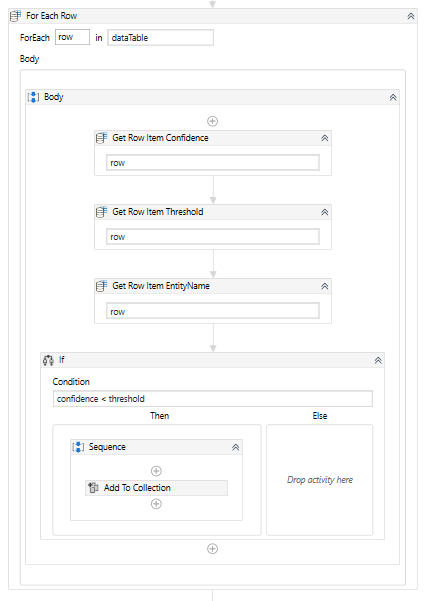 For Each Row
ForEach row in dataTable
Body
Body
Get Row Item Confidence
row
Get Row Item Threshold
row
Get Row Item EntityName
row
If
Condition
confidence < threshold
Then Else
Sequence
Add To Collection
Drop activity here